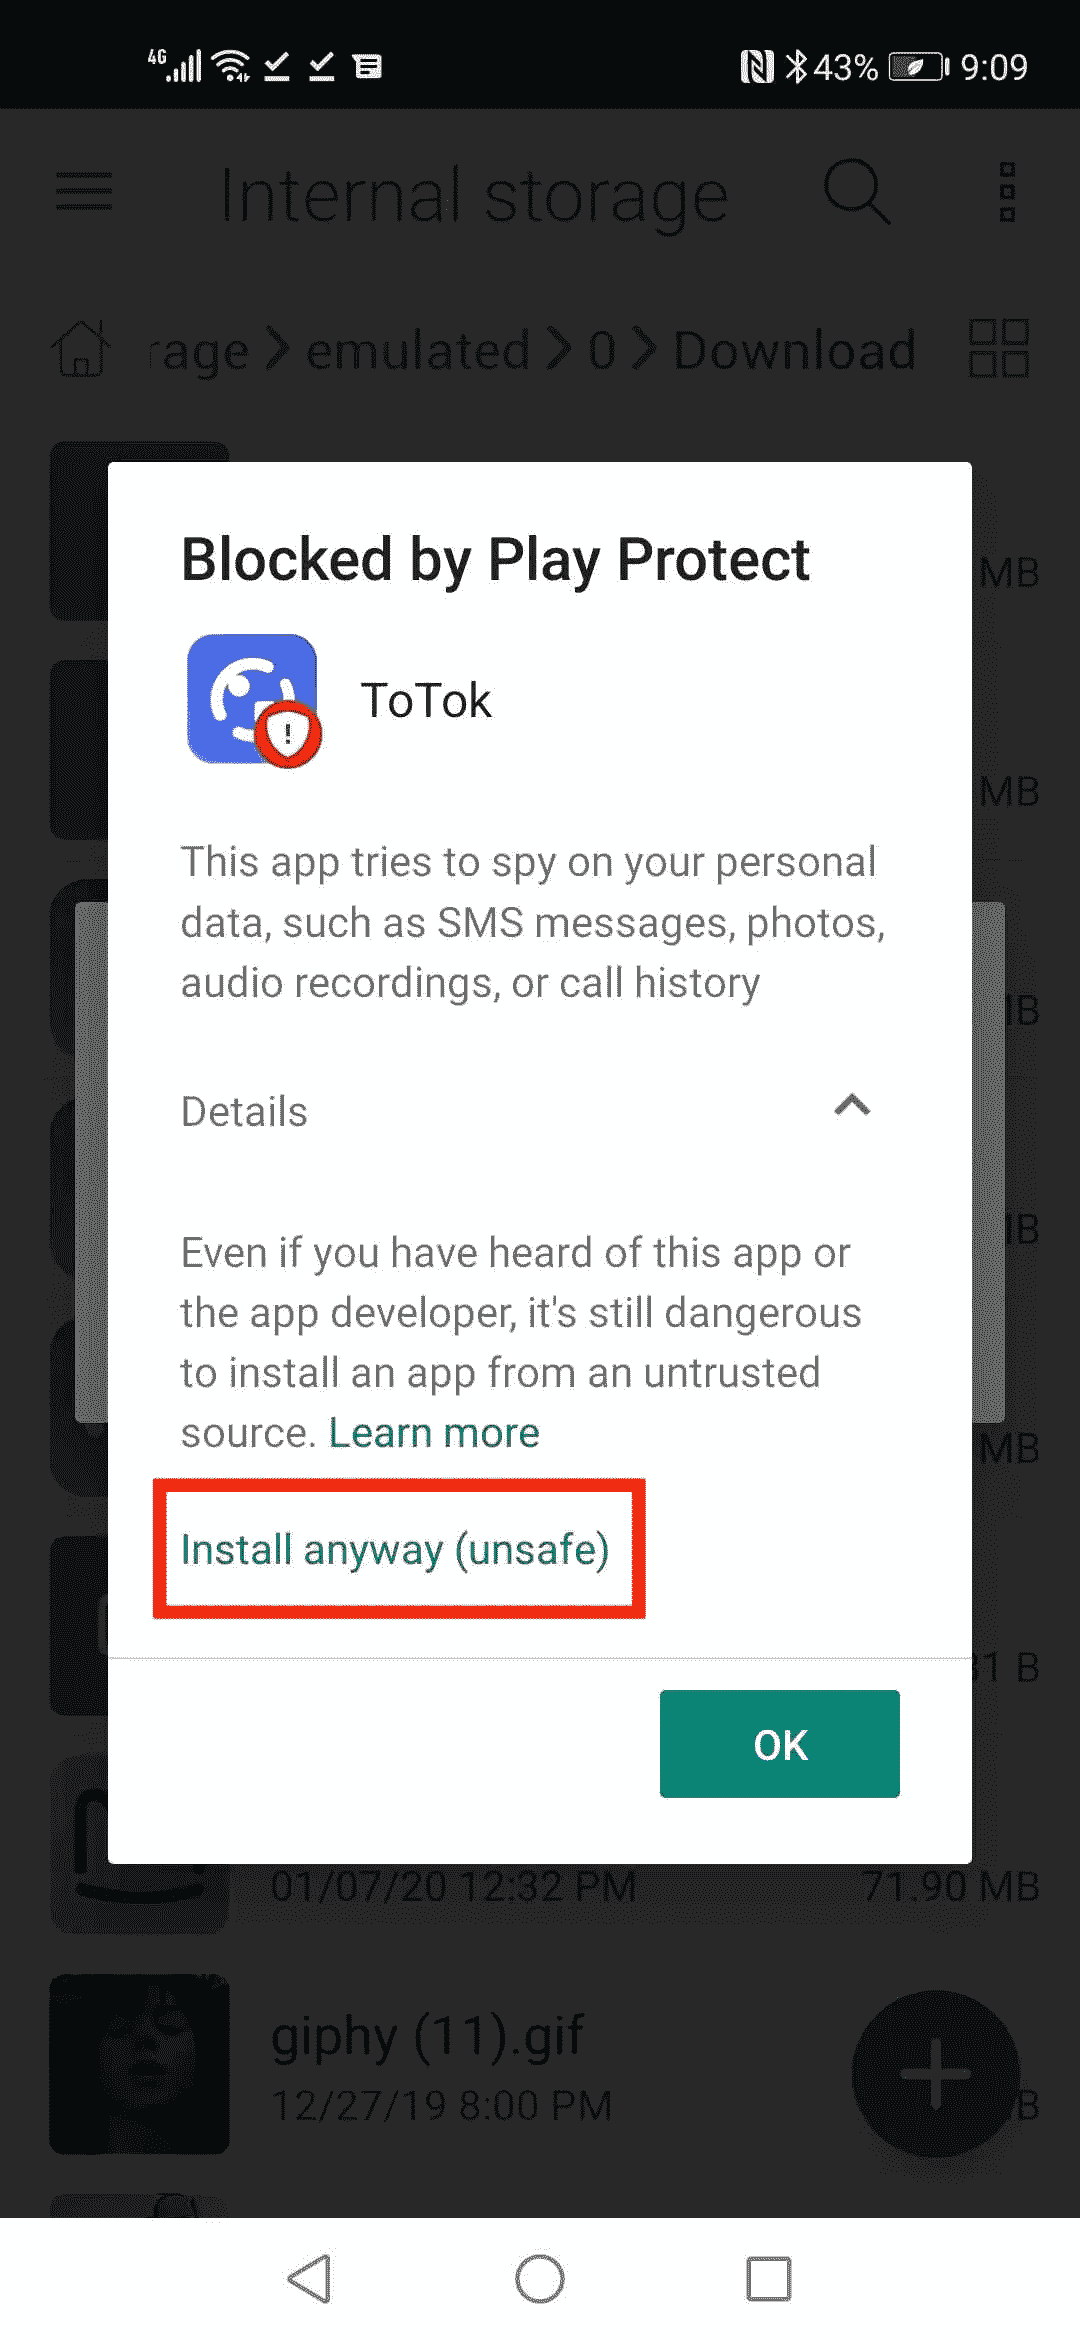 4G 43% 9:09
Internal storage
rage > emulated > 0 > Download
MB
Blocked by Play Protect
ToTok
MB
This app tries to spy on your personal
data, such as SMS messages, photos,
audio recordings, or call history
MB
Details
MB
Even if you have heard of this app or
the app developer, it's still dangerous
to install an app from an untrusted
source. Learn more
MB
Install anyway (unsafe)
31 B
OK
01/07/20 12:32 PM 71.90 MB
giphy (11).gif
12/27/19 8:00 PM B